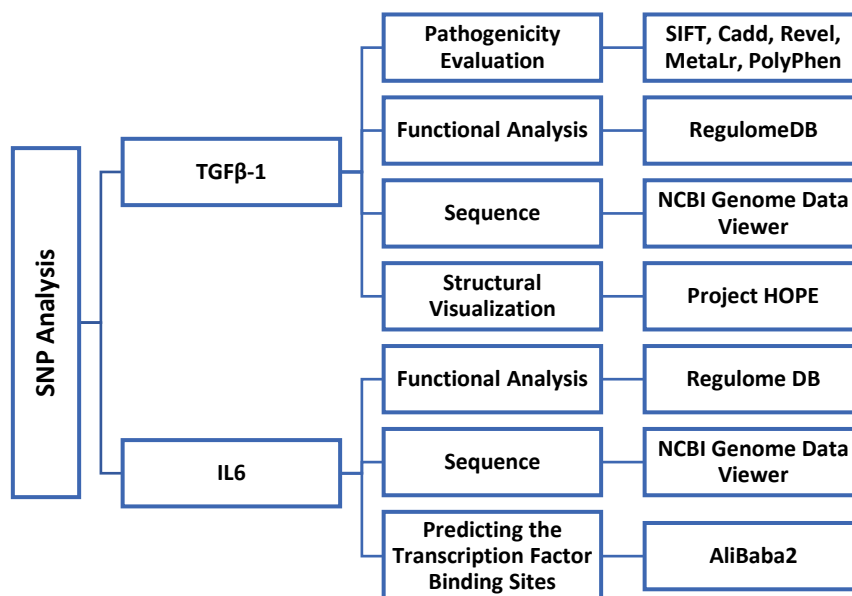 SNP Analysis
TGFβ-1
Pathogenicity
Evaluation
SIFT, Cadd, Revel,
MetaLr, PolyPhen
Functional Analysis
RegulomeDB
Sequence
NCBI Genome Data
Viewer
Structural
Visualization
Project HOPE
IL6
Functional Analysis
Regulome DB
Sequence
NCBI Genome Data
Viewer
Predicting the
Transcription Factor
Binding Sites
AliBaba2